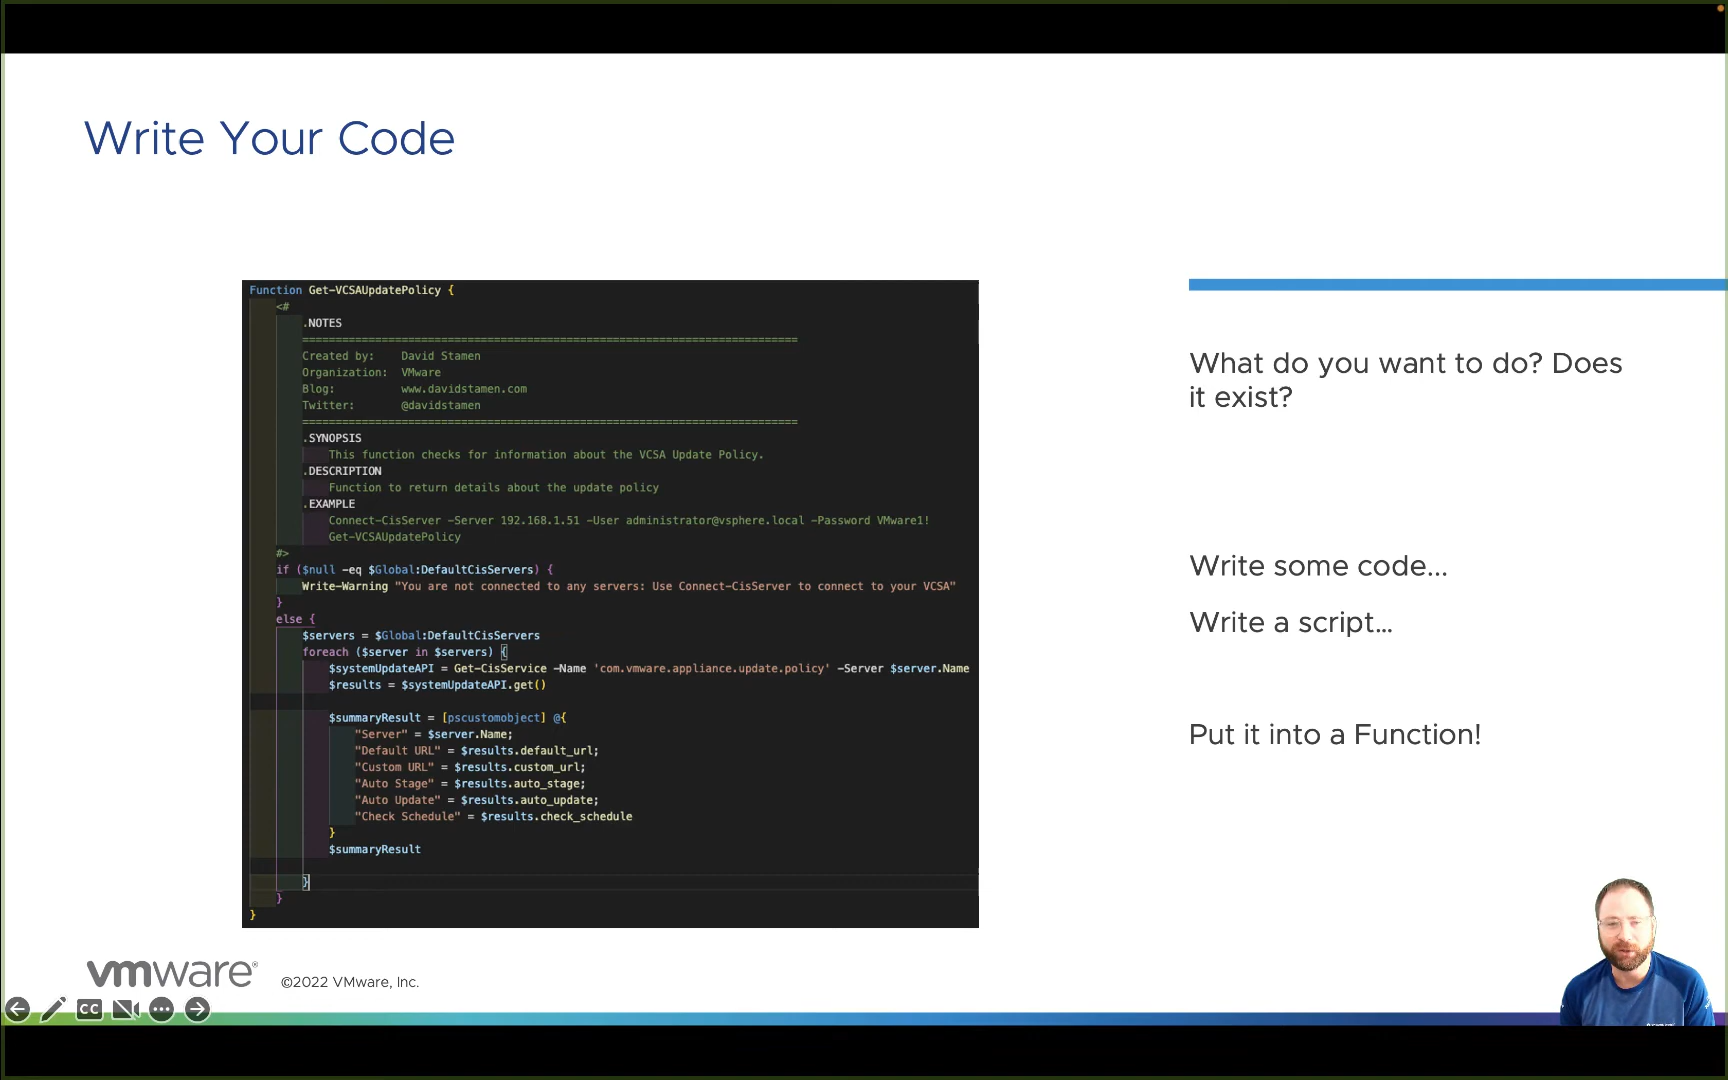 Write Your Code
Function Get-VCSAUpdatePolicy {
<#
.NOTES
===========================================================================
Created by: David Stamen
Organization: VMware
Blog: www.davidstamen.com
Twitter: @davidstamen
===========================================================================
.SYNOPSIS
This function checks for information about the VCSA Update Policy.
.DESCRIPTION
Function to return details about the update policy
.EXAMPLE
Connect-CisServer -Server 192.168.1.51 -User administrator@vsphere.local -Password VMware1!
Get-VCSAUpdatePolicy
#>
if ($null -eq $Global:DefaultCisServers) {
Write-Warning "You are not connected to any servers: Use Connect-CisServer to connect to your VCSA"
}
else {
$servers = $Global:DefaultCisServers
foreach ($server in $servers) {
$systemUpdateAPI = Get-CisService -Name 'com.vmware.appliance.update.policy' -Server $server.Name
$results = $systemUpdateAPI.get()
$summaryResult = [pscustomobject] @{
"Server" = $server.Name;
"Default URL" = $results.default_url;
"Custom URL" = $results.custom_url;
"Auto Stage" = $results.auto_stage;
"Auto Update" = $results.auto_update;
"Check Schedule" = $results.check_schedule
}
$summaryResult
}
}
}
What do you want to do? Does
it exist?
Write some code...
Write a script...
Put it into a Function!
vmware®
©2022 VMware, Inc.
CC